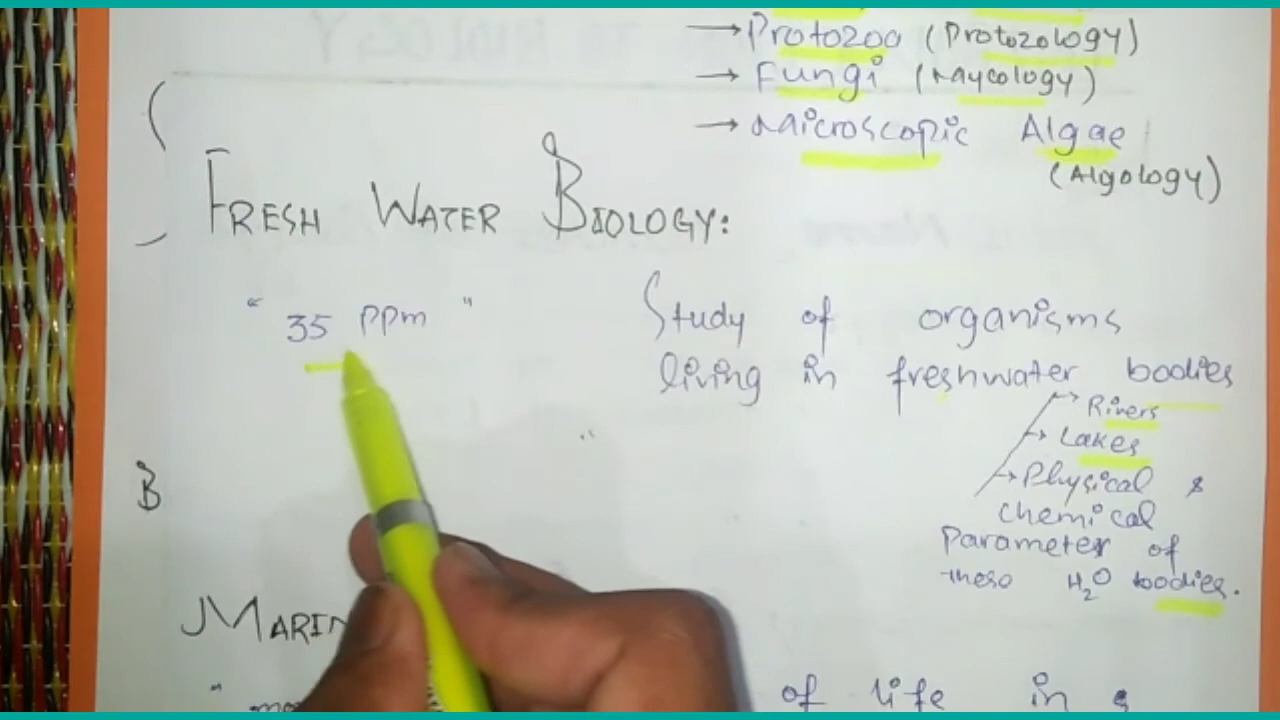 → Protozoa (Protozology)
→ Fungi (Mycology)
→ Microscopic Algae
(Algology)
FRESH WATER BIOLOGY:
“ 35 ppm ”
Study of organisms
living in freshwater bodies
→ Rivers
→ Lakes
→ Physical &
chemical
Parameter of
these H₂O bodies.
B
MARIN
of life in